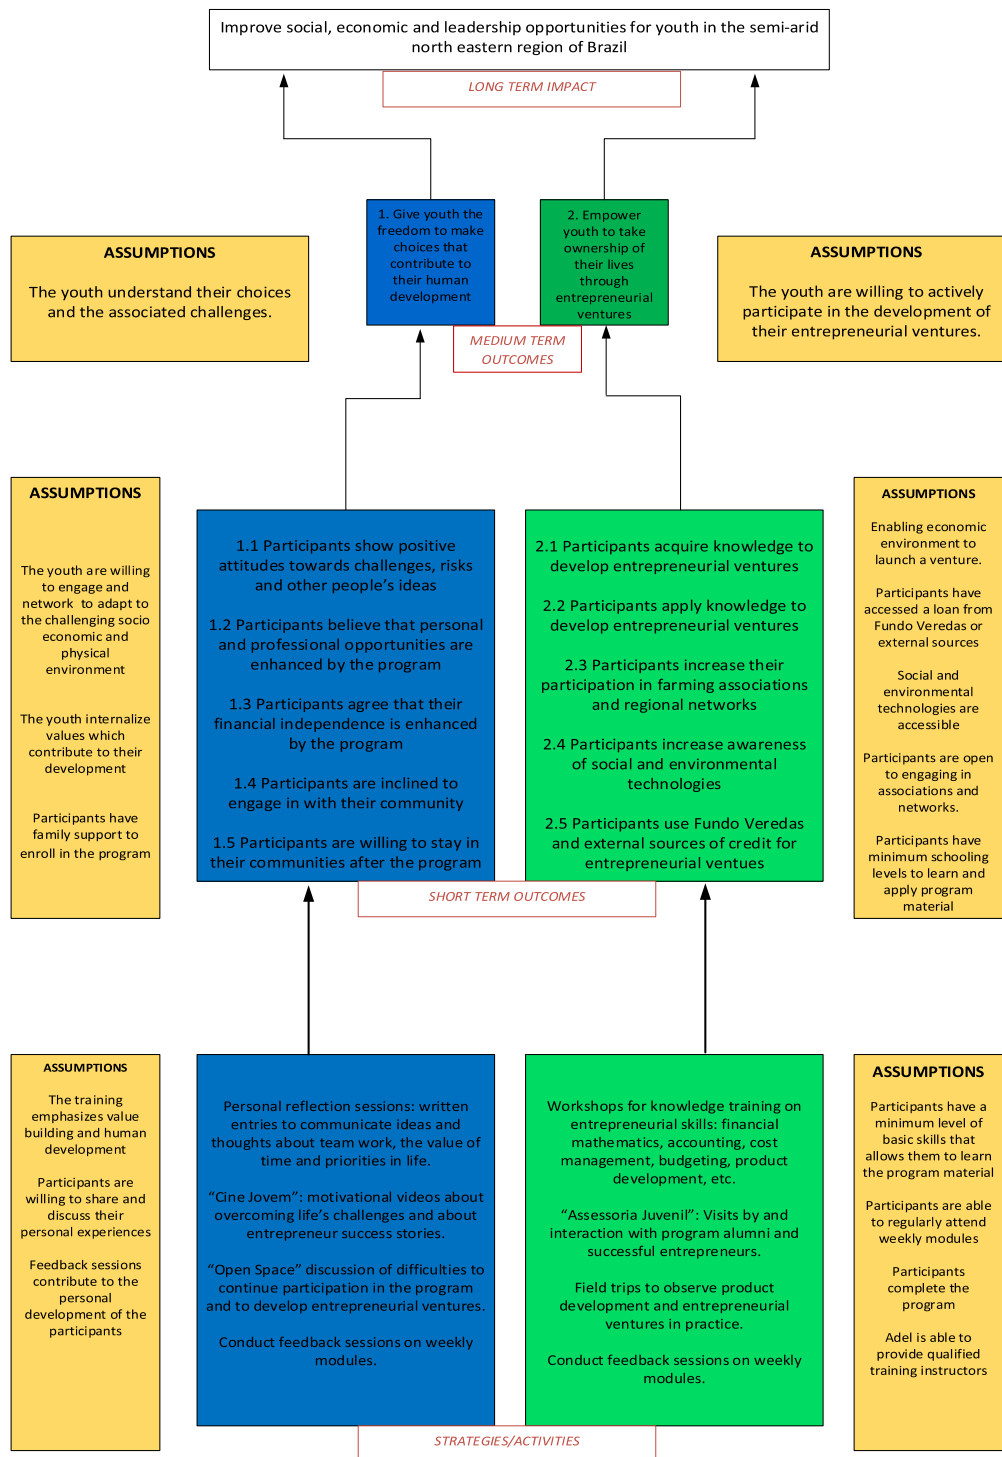 Improve social, economic and leadership opportunities for youth in the semi-arid
north eastern region of Brazil
LONG TERM IMPACT
1. Give youth the
freedom to make
choices that
contribute to
their human
development
2. Empower
youth to take
ownership of
their lives
through
entrepreneurial
ventures
ASSUMPTIONS
The youth understand their choices
and the associated challenges.
ASSUMPTIONS
The youth are willing to actively
participate in the development of
their entrepreneurial ventures.
MEDIUM TERM
OUTCOMES
ASSUMPTIONS
The youth are willing
to engage and
network  to adapt to
the challenging socio
economic and
physical
environment
The youth internalize
values which
contribute to their
development
Participants have
family support to
enroll in the program
1.1 Participants show positive
attitudes towards challenges, risks
and other people’s ideas
1.2 Participants believe that personal
and professional opportunities are
enhanced by the program
1.3 Participants agree that their
financial independence is enhanced
by the program
1.4 Participants are inclined to
engage in with their community
1.5 Participants are willing to stay in
their communities after the program
2.1 Participants acquire knowledge to
develop entrepreneurial ventures
2.2 Participants apply knowledge to
develop entrepreneurial ventures
2.3 Participants increase their
participation in farming associations
and regional networks
2.4 Participants increase awareness
of social and environmental
technologies
2.5 Participants use Fundo Veredas
and external sources of credit for
entrepreneurial ventues
ASSUMPTIONS
Enabling economic
environment to
launch a venture.
Participants have
accessed a loan from
Fundo Veredas or
external sources
Social and
environmental
technologies are
accessible
Participants are open
to engaging in
associations and
networks.
Participants have
minimum schooling
levels to learn and
apply program
material
SHORT TERM OUTCOMES
ASSUMPTIONS
The training
emphasizes value
building and human
development
Participants are
willing to share and
discuss their
personal experiences
Feedback sessions
contribute to the
personal
development of the
participants
Personal reflection sessions: written
entries to communicate ideas and
thoughts about team work, the value of
time and priorities in life.
“Cine Jovem”: motivational videos about
overcoming life’s challenges and about
entrepreneur success stories.
“Open Space” discussion of difficulties to
continue participation in the program
and to develop entrepreneurial ventures.
Conduct feedback sessions on weekly
modules.
Workshops for knowledge training on
entrepreneurial skills: financial
mathematics, accounting, cost
management, budgeting, product
development, etc.
“Assessoria Juvenil”: Visits by and
interaction with program alumni and
successful entrepreneurs.
Field trips to observe product
development and entrepreneurial
ventures in practice.
Conduct feedback sessions on weekly
modules.
ASSUMPTIONS
Participants have a
minimum level of
basic skills that
allows them to learn
the program material
Participants are able
to regularly attend
weekly modules
Participants
complete the
program
Adel is able to
provide qualified
training instructors
STRATEGIES/ACTIVITIES